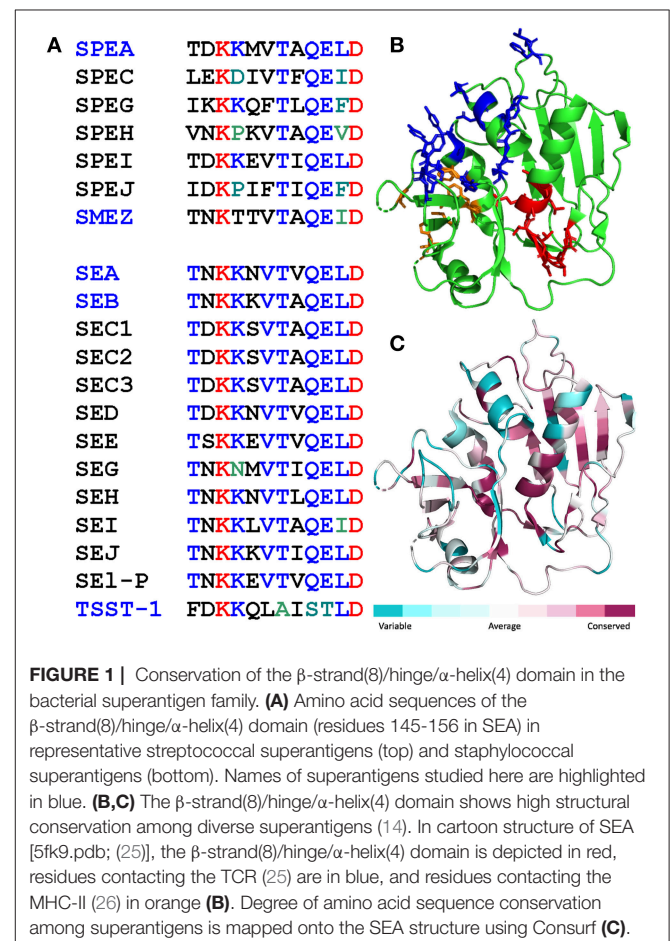 A
SPEA TDKKMVTAQELD
SPEC LEKDIVTFQEID
SPEG IKKKQFTLQEFD
SPEH VNKPKVTAQEVD
SPEI TDKKEVTIQELD
SPEJ IDKPIFTIQEFD
SMEZ TNKTTVTAQEID
SEA TNKKNVTVQELD
SEB TNKKKVTAQELD
SEC1 TDKKSVTAQELD
SEC2 TDKKSVTAQELD
SEC3 TDKKSVTAQELD
SED TDKKNVTVQELD
SEE TSKKEVTVQELD
SEG TNKNMVTIQELD
SEH TNKKNVTLQELD
SEI TNKKLVTAQEID
SEJ TNKKKVTIQELD
SEl-P TNKKEVTVQELD
TSST-1 FDKKQLAISTLD
B
C
Variable Average Conserved
FIGURE 1 | Conservation of the β-strand(8)/hinge/α-helix(4) domain in the
bacterial superantigen family. (A) Amino acid sequences of the
β-strand(8)/hinge/α-helix(4) domain (residues 145-156 in SEA) in
representative streptococcal superantigens (top) and staphylococcal
superantigens (bottom). Names of superantigens studied here are highlighted
in blue. (B,C) The β-strand(8)/hinge/α-helix(4) domain shows high structural
conservation among diverse superantigens (14). In cartoon structure of SEA
[5fk9.pdb; (25)], the β-strand(8)/hinge/α-helix(4) domain is depicted in red,
residues contacting the TCR (25) are in blue, and residues contacting the
MHC-II (26) in orange (B). Degree of amino acid sequence conservation
among superantigens is mapped onto the SEA structure using Consurf (C).